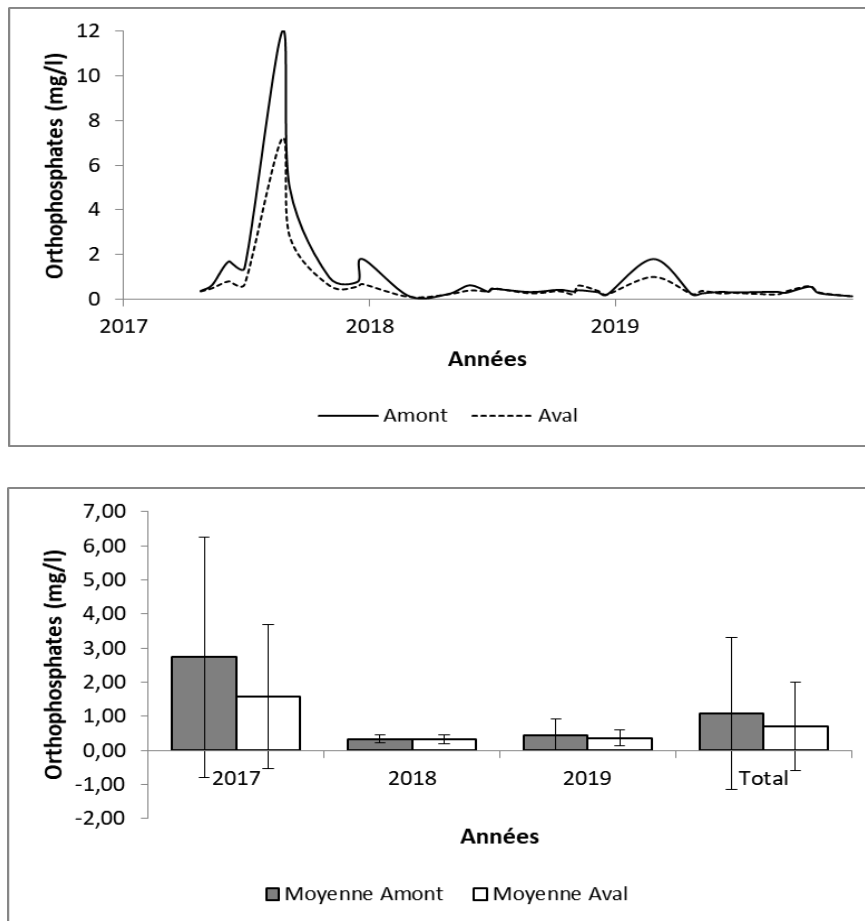 Orthophosphates (mg/l)
12
10
8
6
4
2
0
2017 2018 2019
Années
Amont Aval
Orthophosphates (mg/l)
7,00
6,00
5,00
4,00
3,00
2,00
1,00
0,00
-1,00
-2,00
2017 2018 2019 Total
Années
Moyenne Amont Moyenne Aval